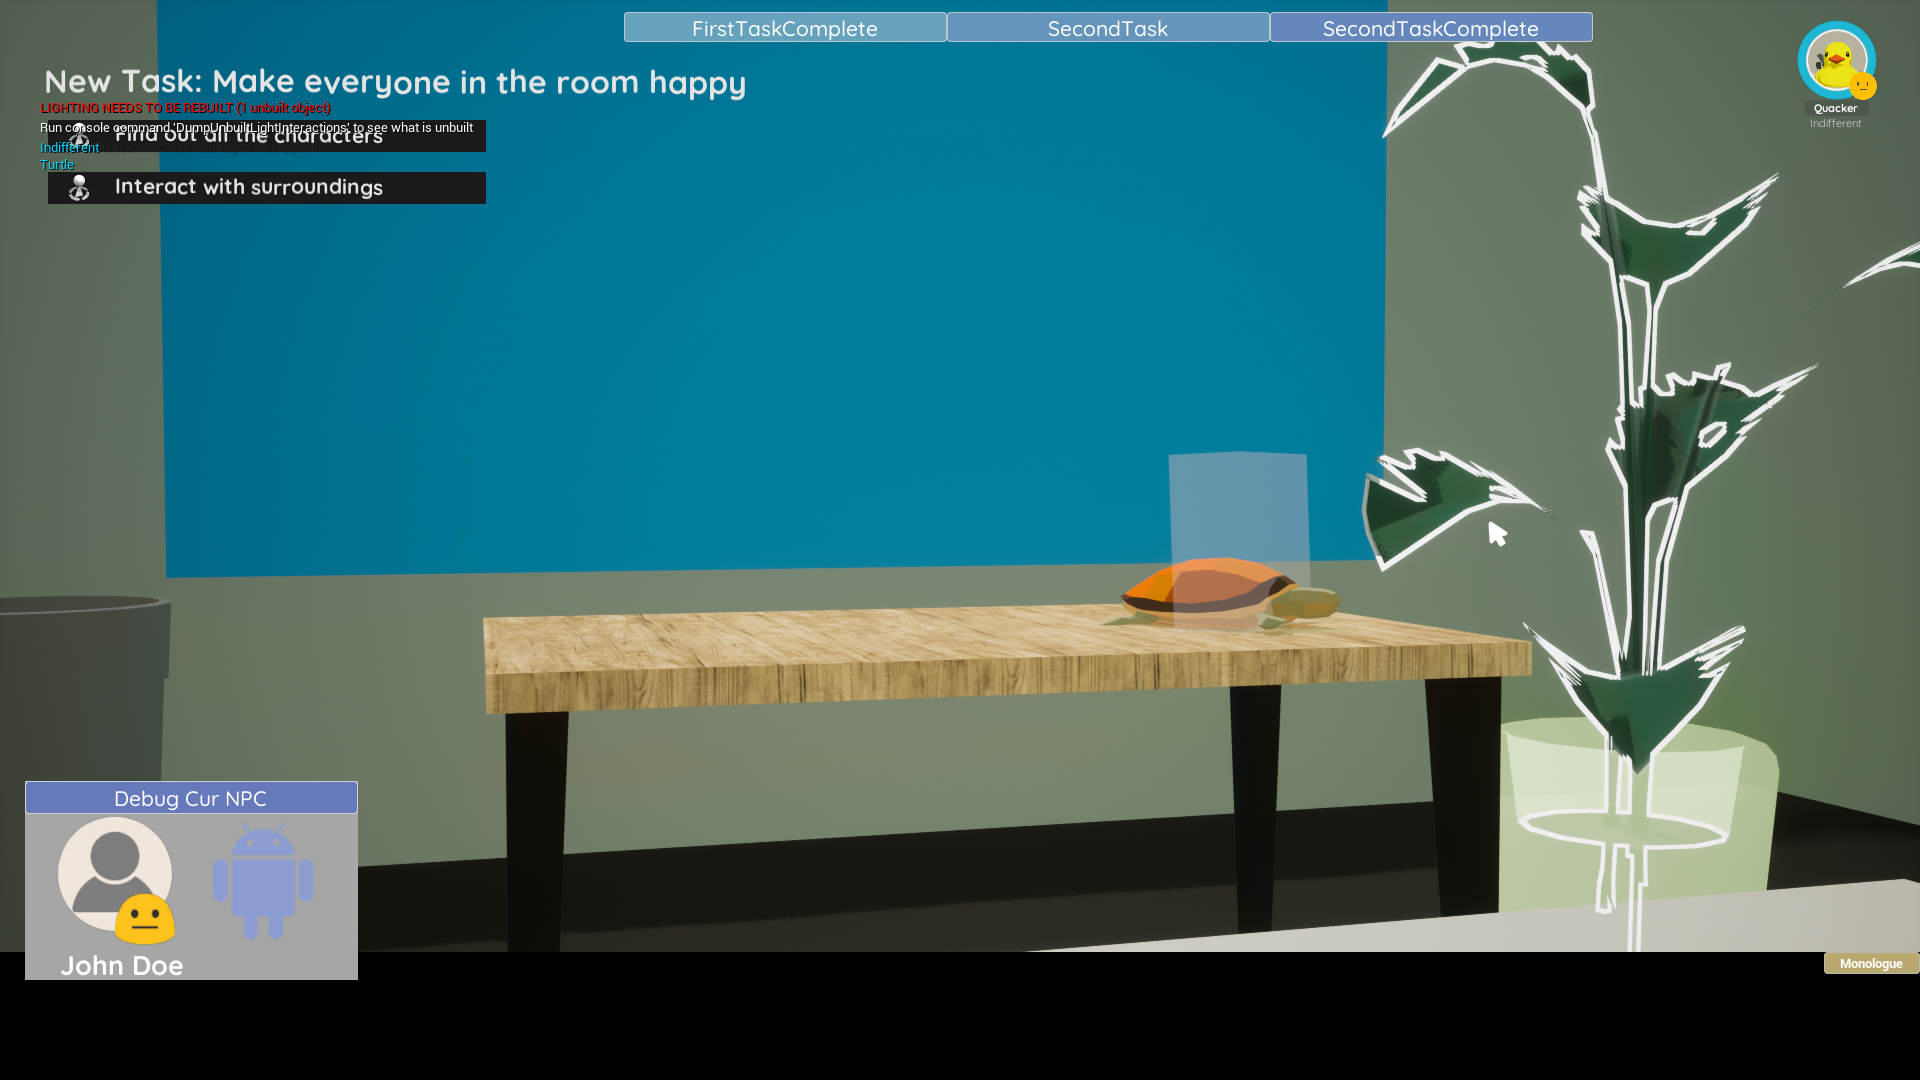 FirstTaskComplete
SecondTask
SecondTaskComplete
New Task: Make everyone in the room happy
LIGHTING NEEDS TO BE REBUILT (1 unbuilt object)
Run console command 'DumpUnbuiltLightInteractions' to see what is unbuilt
Find out all the characters
Indifferent
Turtle
Interact with surroundings
Quacker
Indifferent
Debug Cur NPC
John Doe
Monologue